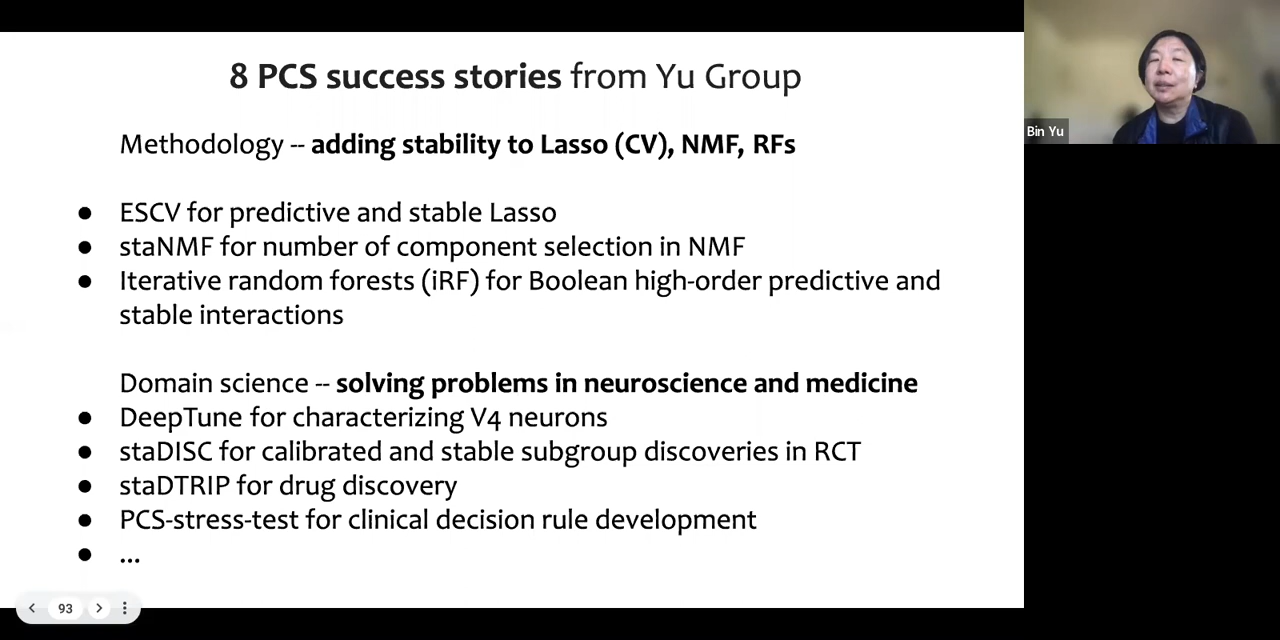 8 PCS success stories from Yu Group
Methodology -- adding stability to Lasso (CV), NMF, RFs
● ESCV for predictive and stable Lasso
● staNMF for number of component selection in NMF
● Iterative random forests (iRF) for Boolean high-order predictive and
stable interactions
Domain science -- solving problems in neuroscience and medicine
● DeepTune for characterizing V4 neurons
● staDISC for calibrated and stable subgroup discoveries in RCT
● staDTRIP for drug discovery
● PCS-stress-test for clinical decision rule development
● ...
93
Bin Yu